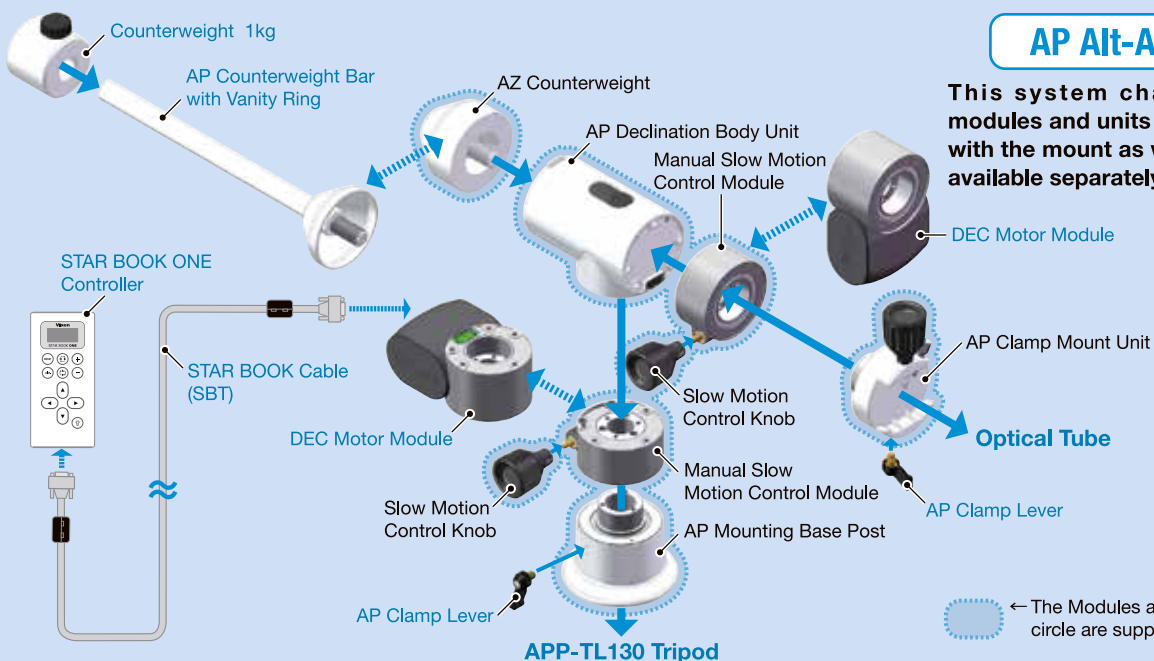 Counterweight 1kg
AP Counterweight Bar
with Vanity Ring
AZ Counterweight
AP Declination Body Unit
Manual Slow Motion
Control Module
AP Alt-A
This system cha
modules and units
with the mount as
available separately
DEC Motor Module
STAR BOOK ONE
Controller
Vixen
STAR BOOK ONE
STAR BOOK Cable
(SBT)
DEC Motor Module
Slow Motion
Control Knob
AP Clamp Mount Unit
Optical Tube
AP Clamp Lever
Slow Motion
Control Knob
Manual Slow
Motion Control Module
AP Mounting Base Post
AP Clamp Lever
APP-TL130 Tripod
← The Modules a
circle are supp